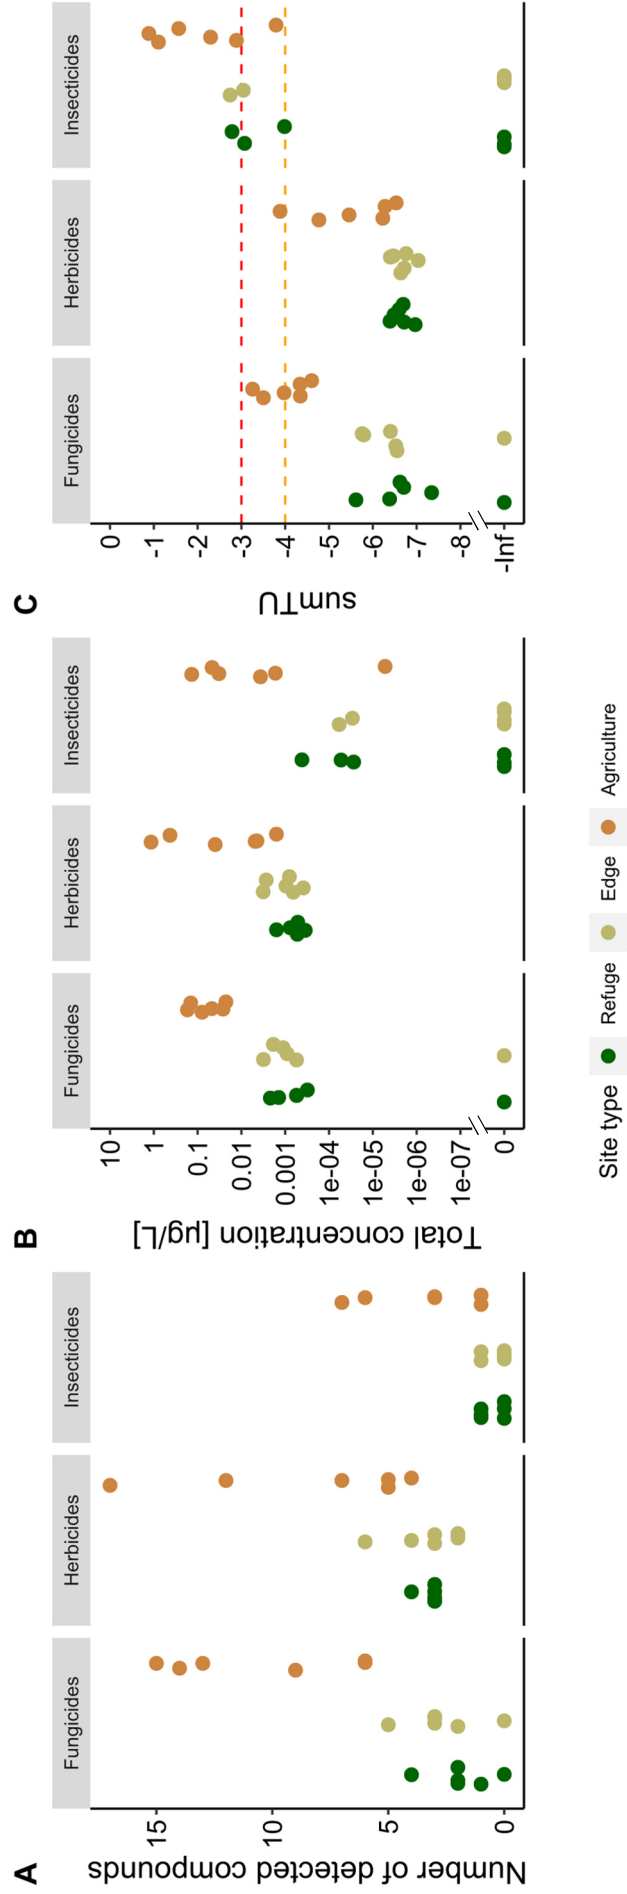 A
Number of detected compounds
15
10
5
0
Fungicides
Herbicides
Insecticides
B
Total concentration [µg/L]
10
1
0.1
0.01
0.001
1e-04
1e-05
1e-06
1e-07
0
Fungicides
Herbicides
Insecticides
C
sumTU
0
-1
-2
-3
-4
-5
-6
-7
-8
-Inf
Fungicides
Herbicides
Insecticides
Site type Refuge Edge Agriculture